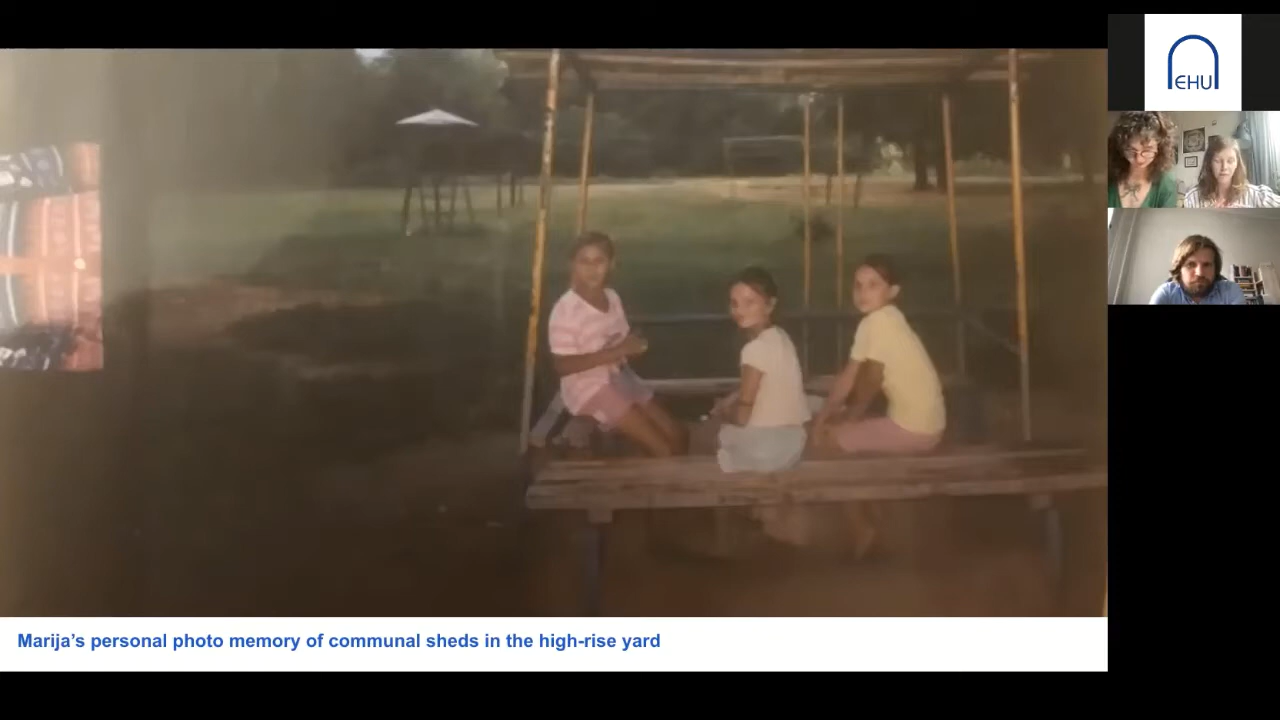 EHU
Marija’s personal photo memory of communal sheds in the high-rise yard